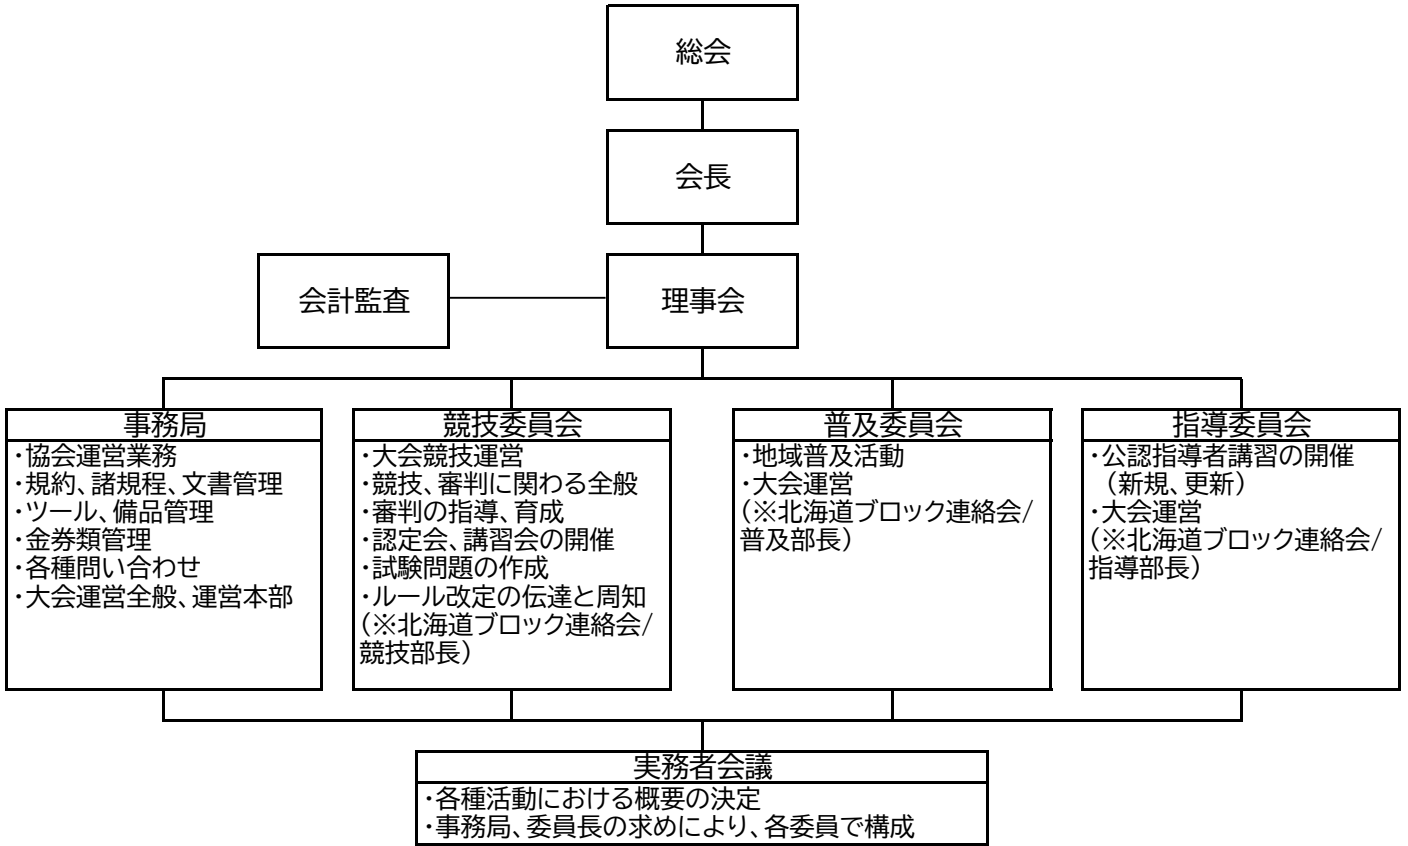 総会
会長
会計監査
理事会
事務局
・協会運営業務
・規約、諸規程、文書管理
・ツール、備品管理
・金券類管理
・各種問い合わせ
・大会運営全般、運営本部
競技委員会
・大会競技運営
・競技、審判に関わる全般
・審判の指導、育成
・認定会、講習会の開催
・試験問題の作成
・ルール改定の伝達と周知
（※北海道ブロック連絡会/
競技部長）
普及委員会
・地域普及活動
・大会運営
（※北海道ブロック連絡会/
普及部長）
指導委員会
・公認指導者講習の開催
（新規、更新）
・大会運営
（※北海道ブロック連絡会/
指導部長）
実務者会議
・各種活動における概要の決定
・事務局、委員長の求めにより、各委員で構成